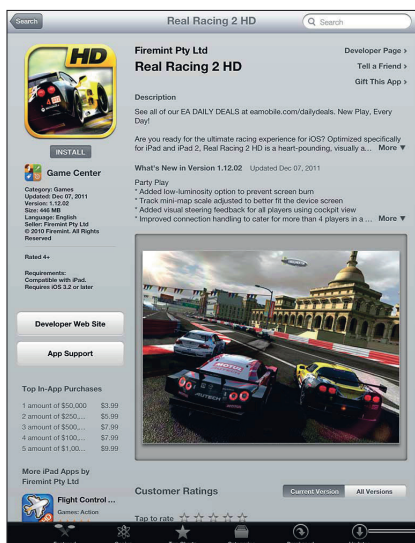 Search
Real Racing 2 HD
Search
HD
INSTALL
Game Center
Category: Games
Updated: Dec 07, 2011
Version: 1.12.02
Size: 446 MB
Language: English
Seller: Firemint Pty Ltd
© 2010 Firemint. All Rights
Reserved
Rated 4+
Requirements:
Compatible with iPad.
Requires iOS 3.2 or later
Developer Web Site
App Support
Top In-App Purchases
1 amount of $50,000 $3.99
2 amount of $250,... $5.99
3 amount of $500,... $7.99
4 amount of $100,... $7.99
5 amount of $1,00... $9.99
More iPad Apps by
Firemint Pty Ltd
Flight Control ...
Games: Action
Firemint Pty Ltd
Real Racing 2 HD
Developer Page ›
Tell a Friend ›
Gift This App ›
Description
See all of our EA DAILY DEALS at eamobile.com/dailydeals. New Play, Every
Day!
Are you ready for the ultimate racing experience for iOS? Optimized specifically
for iPad and iPad 2, Real Racing 2 HD is a heart-pounding, visually a... More ▼
What's New in Version 1.12.02 Updated Dec 07, 2011
Party Play
* Added low-luminosity option to prevent screen burn
* Track mini-map scale adjusted to better fit the device screen
* Added visual steering feedback for all players using cockpit view
* Improved connection handling to cater for more than 4 players in a ... More ▼
MOTUL
AUTECH
Customer Ratings
Current Version
All Versions
Tap to rate